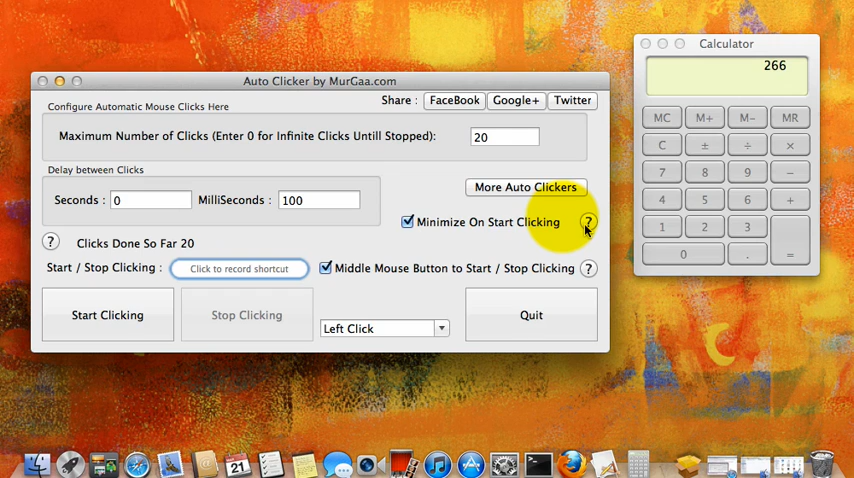 Auto Clicker by MurGaa.com
Configure Automatic Mouse Clicks Here
Share : FaceBook Google+ Twitter
Maximum Number of Clicks (Enter 0 for Infinite Clicks Untill Stopped): 20
Delay between Clicks
Seconds : 0 MilliSeconds : 100
More Auto Clickers
Minimize On Start Clicking ?
? Clicks Done So Far 20
Start / Stop Clicking : Click to record shortcut Middle Mouse Button to Start / Stop Clicking ?
Start Clicking Stop Clicking Left Click Quit
Calculator
266
MC M+ M− MR
C ± ÷ ×
7 8 9 −
4 5 6 +
1 2 3
0 . =
21